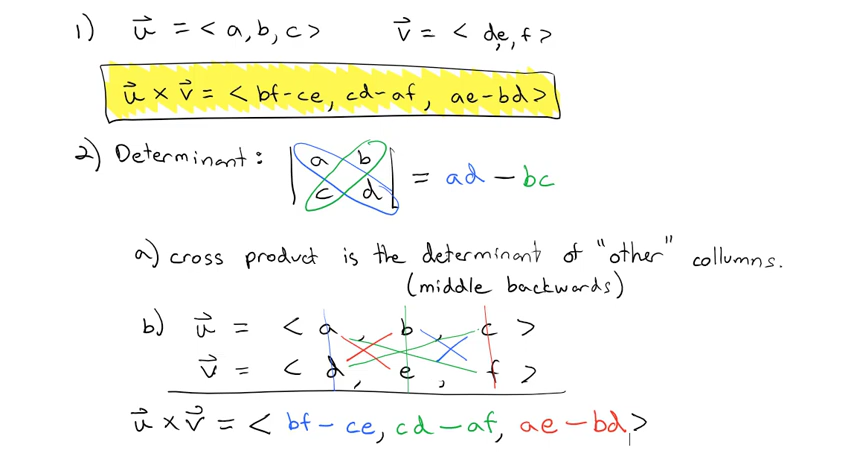 1) u⃗ = < a, b, c > v⃗ = < d, e, f >
u⃗ × v⃗ = < bf - ce, cd - af, ae - bd >
2) Determinant: | a b |
| c d | = ad - bc
a) cross product is the determinant of "other" collumns.
(middle backwards)
b) u⃗ = < a, b, c >
v⃗ = < d, e, f >
u⃗ × v⃗ = < bf - ce, cd - af, ae - bd >